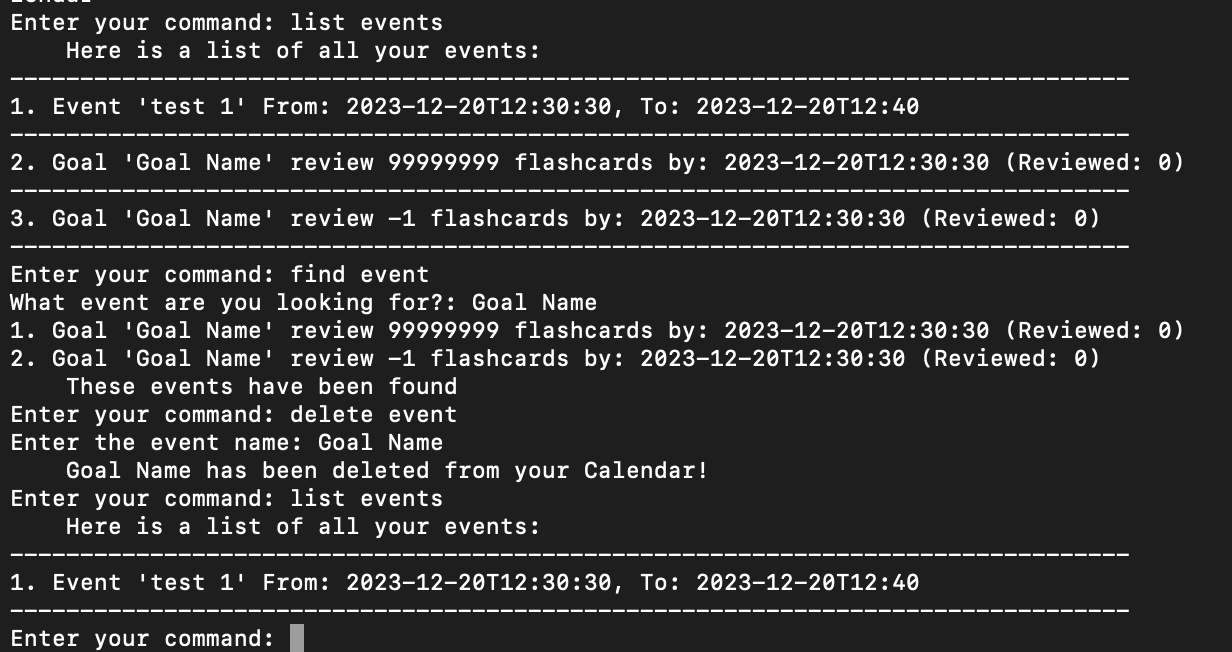 Enter your command: list events
Here is a list of all your events:
--------------------------------------------------------------------------------
1. Event 'test 1' From: 2023-12-20T12:30:30, To: 2023-12-20T12:40
--------------------------------------------------------------------------------
2. Goal 'Goal Name' review 99999999 flashcards by: 2023-12-20T12:30:30 (Reviewed: 0)
--------------------------------------------------------------------------------
3. Goal 'Goal Name' review -1 flashcards by: 2023-12-20T12:30:30 (Reviewed: 0)
--------------------------------------------------------------------------------
Enter your command: find event
What event are you looking for?: Goal Name
1. Goal 'Goal Name' review 99999999 flashcards by: 2023-12-20T12:30:30 (Reviewed: 0)
2. Goal 'Goal Name' review -1 flashcards by: 2023-12-20T12:30:30 (Reviewed: 0)
These events have been found
Enter your command: delete event
Enter the event name: Goal Name
Goal Name has been deleted from your Calendar!
Enter your command: list events
Here is a list of all your events:
--------------------------------------------------------------------------------
1. Event 'test 1' From: 2023-12-20T12:30:30, To: 2023-12-20T12:40
--------------------------------------------------------------------------------
Enter your command: